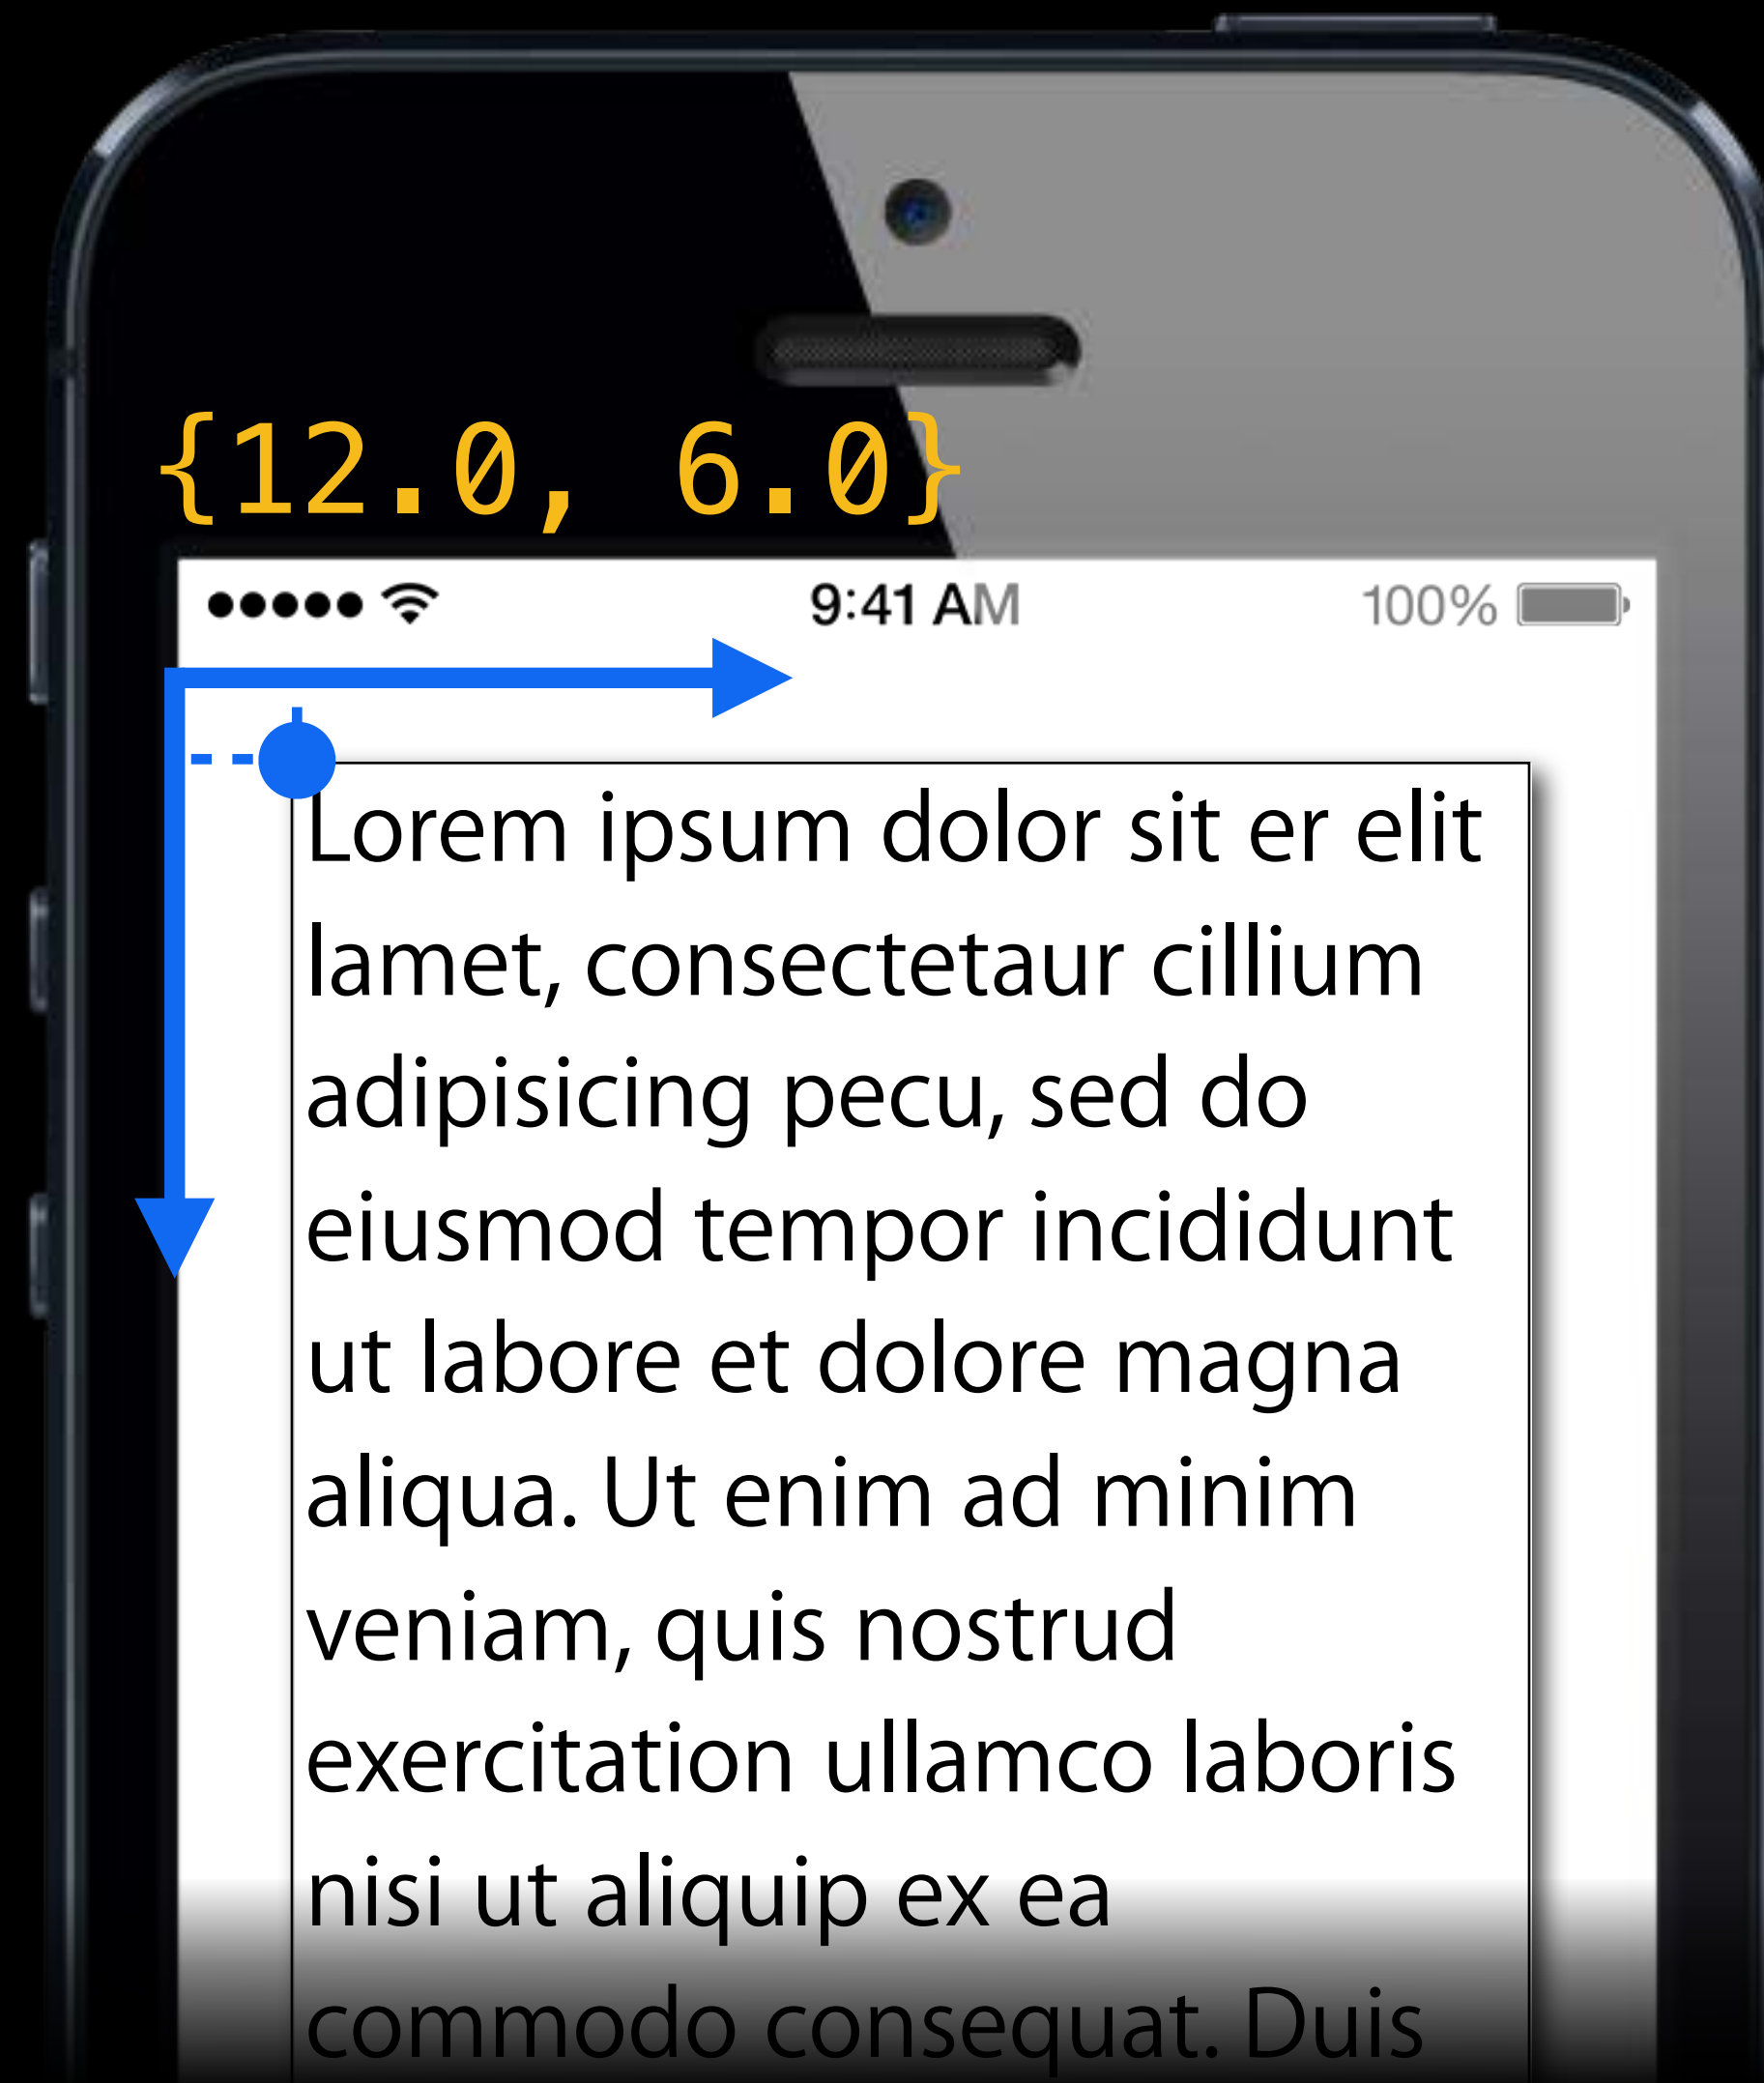 {12.0, 6.0}
9:41 AM 100%
Lorem ipsum dolor sit er elit
lamet, consectetaur cillium
adipisicing pecu, sed do
eiusmod tempor incididunt
ut labore et dolore magna
aliqua. Ut enim ad minim
veniam, quis nostrud
exercitation ullamco laboris
nisi ut aliquip ex ea
commodo consequat. Duis